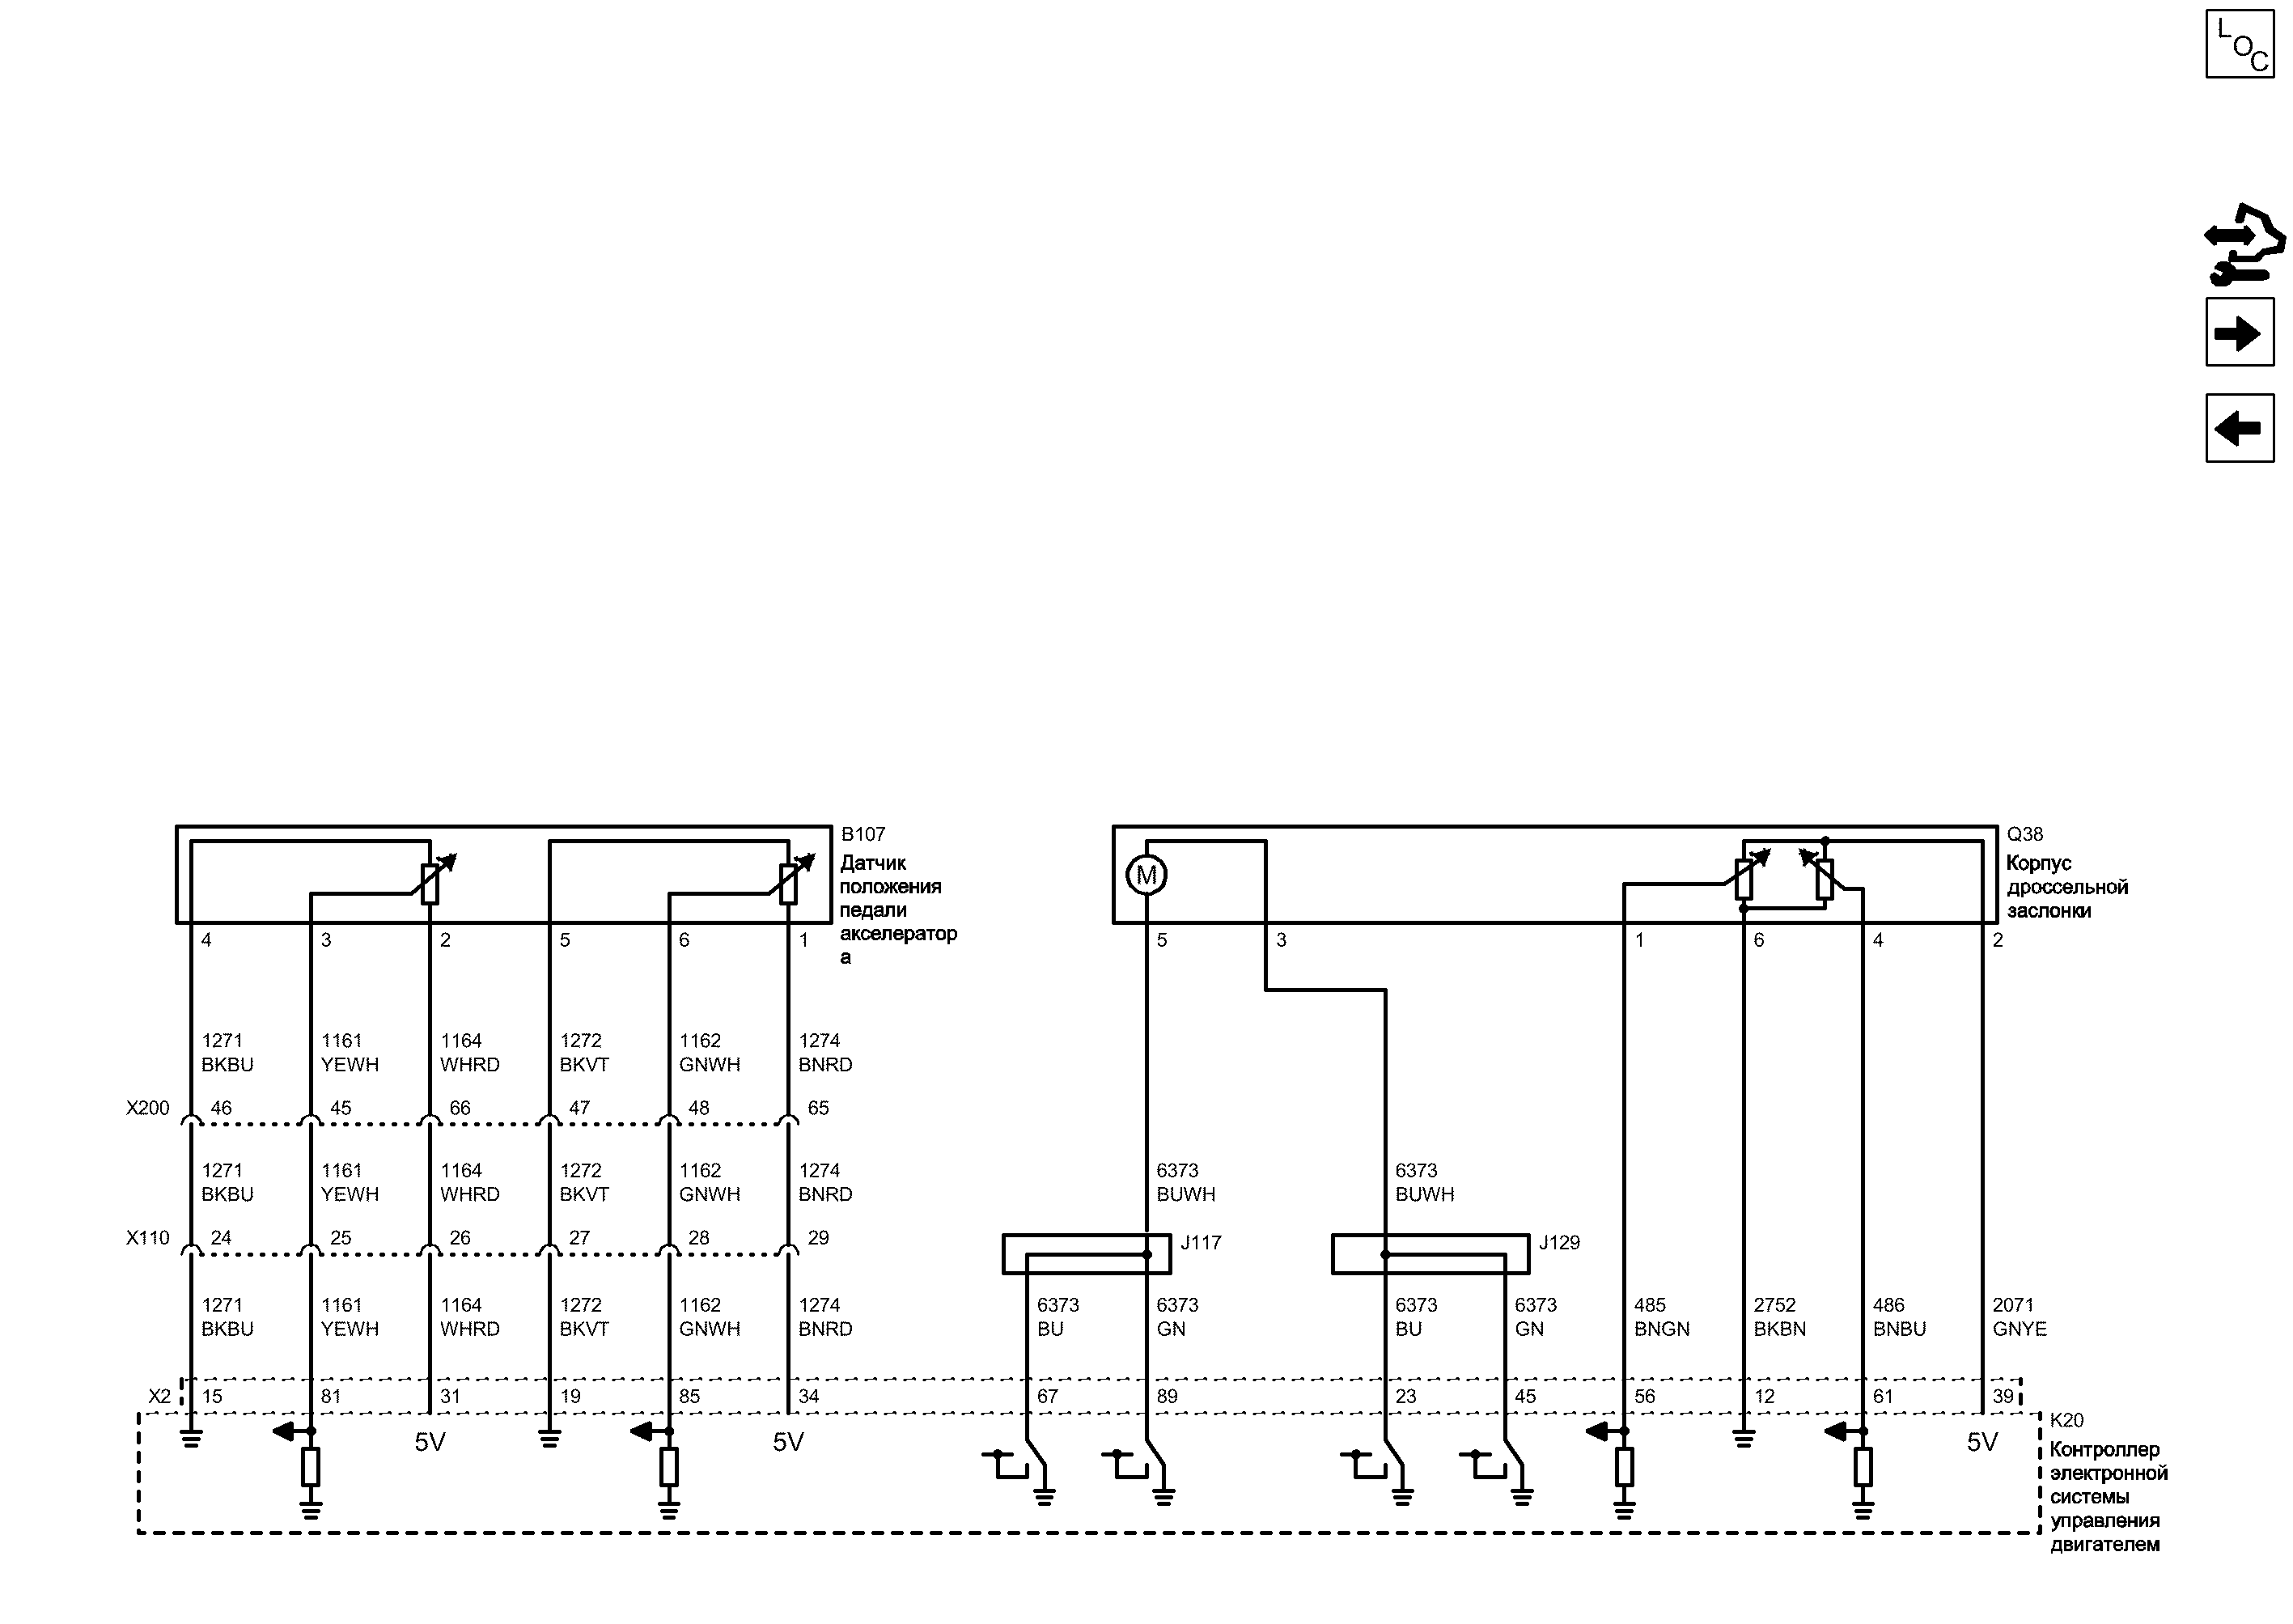 LOC
B107
Датчик
положения
педали
акселератор
а
Q38
Корпус
дроссельной
заслонки
M
4 3 2 5 6 1
5 3 1 6 4 2
1271 1161 1164 1272 1162 1274
BKBU YEWH WHRD BKVT GNWH BNRD
X200 46 45 66 47 48 65
1271 1161 1164 1272 1162 1274
BKBU YEWH WHRD BKVT GNWH BNRD
6373 6373
BUWH BUWH
X110 24 25 26 27 28 29
J117 J129
1271 1161 1164 1272 1162 1274 6373 6373 6373 6373 485 2752 486 2071
BKBU YEWH WHRD BKVT GNWH BNRD BU GN BU GN BNGN BKBN BNBU GNYE
X2 15 81 31 19 85 34 67 89 23 45 56 12 61 39
5V 5V 5V
K20
Контроллер
электронной
системы
управления
двигателем